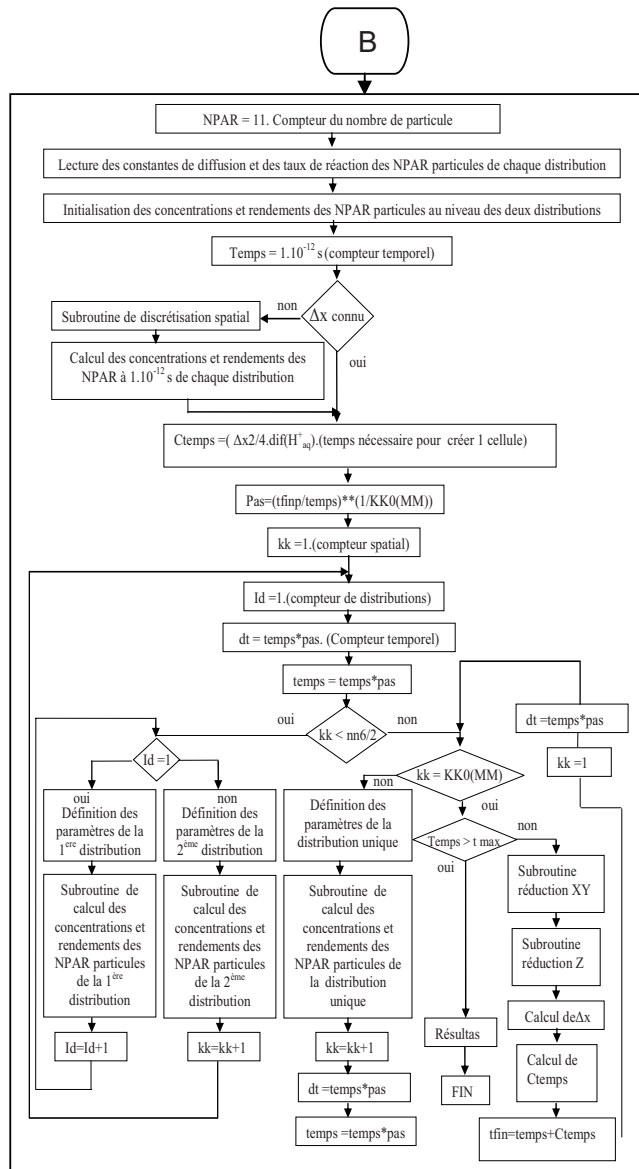 B
NPAR = 11. Compteur du nombre de particule
Lecture des constantes de diffusion et des taux de réaction des NPAR particules de chaque distribution
Initialisation des concentrations et rendements des NPAR particules au niveau des deux distributions
Temps = 1.10⁻¹² s (compteur temporel)
Δx connu
non
oui
Subroutine de discrétisation spatial
Calcul des concentrations et rendements des
NPAR à 1.10⁻¹² s de chaque distribution
Ctemps =( Δx2/4.dif(H⁺aq).(temps nécessaire pour créer 1 cellule)
Pas=(tfinp/temps)**(1/KK0(MM))
kk =1.(compteur spatial)
Id =1.(compteur de distributions)
dt = temps*pas. (Compteur temporel)
temps = temps*pas
kk < nn6/2
oui
non
Id =1
oui
non
Définition des
paramètres de la
1ere distribution
Subroutine de
calcul des
concentrations et
rendements des
NPAR particules
de la 1ère
distribution
Id=Id+1
Définition des
paramètres de la
2ème distribution
Subroutine de
calcul des
concentrations et
rendements des
NPAR particules
de la 2ème
distribution
kk=kk+1
kk = KK0(MM)
non
oui
Définition des
paramètres de la
distribution unique
Subroutine de
calcul des
concentrations et
rendements des
NPAR particules de
la distribution
unique
kk=kk+1
dt =temps*pas
temps =temps*pas
Temps > t max
oui
non
Résultas
FIN
Subroutine
réduction XY
Subroutine
réduction Z
Calcul deΔx
Calcul de
Ctemps
tfin=temps+Ctemps
kk =1
dt =temps*pas